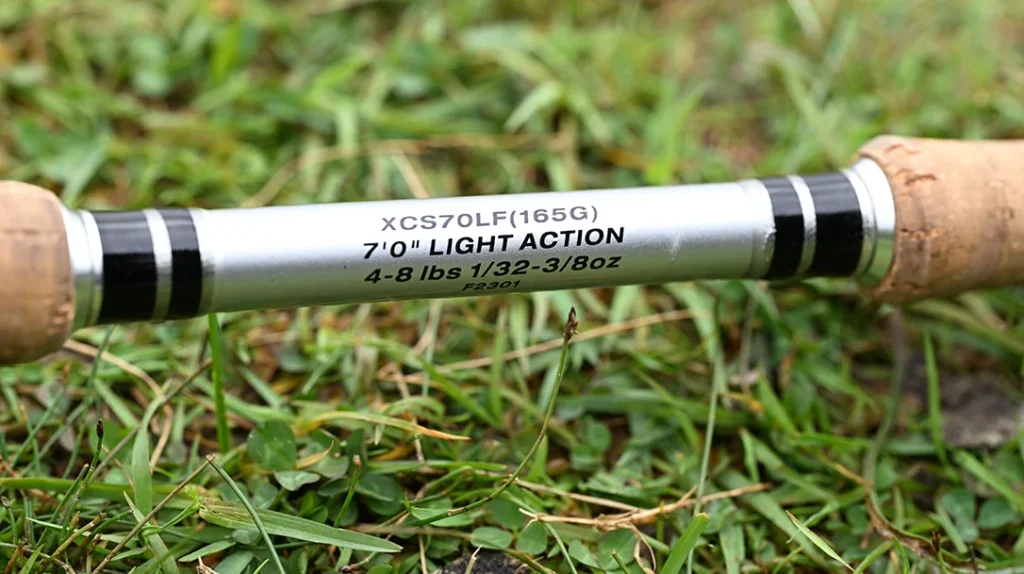 XCS70LF(165G)
7'0" LIGHT ACTION
4-8 lbs 1/32-3/8oz
F2301